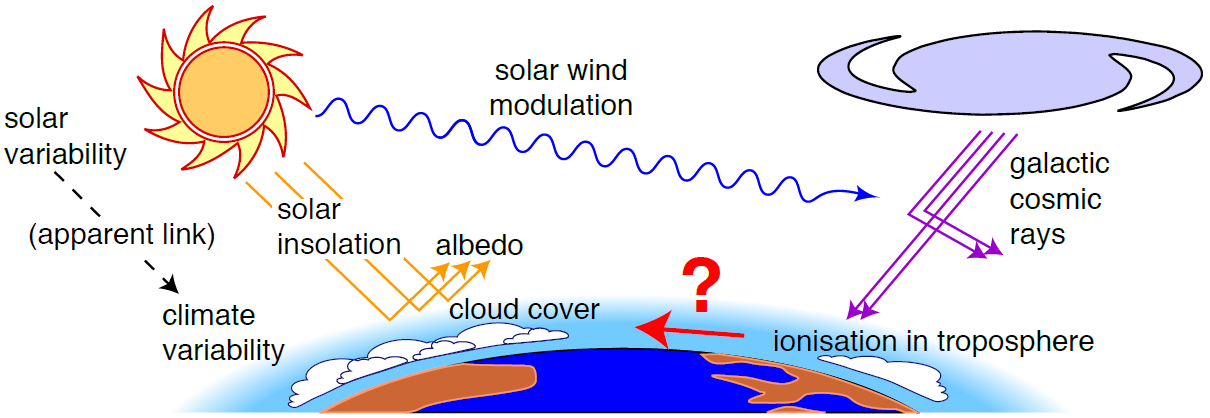 solar wind
modulation
solar
variability
(apparent link)
climate
variability
solar
insolation
albedo
cloud cover
?
galactic
cosmic
rays
ionisation in troposphere